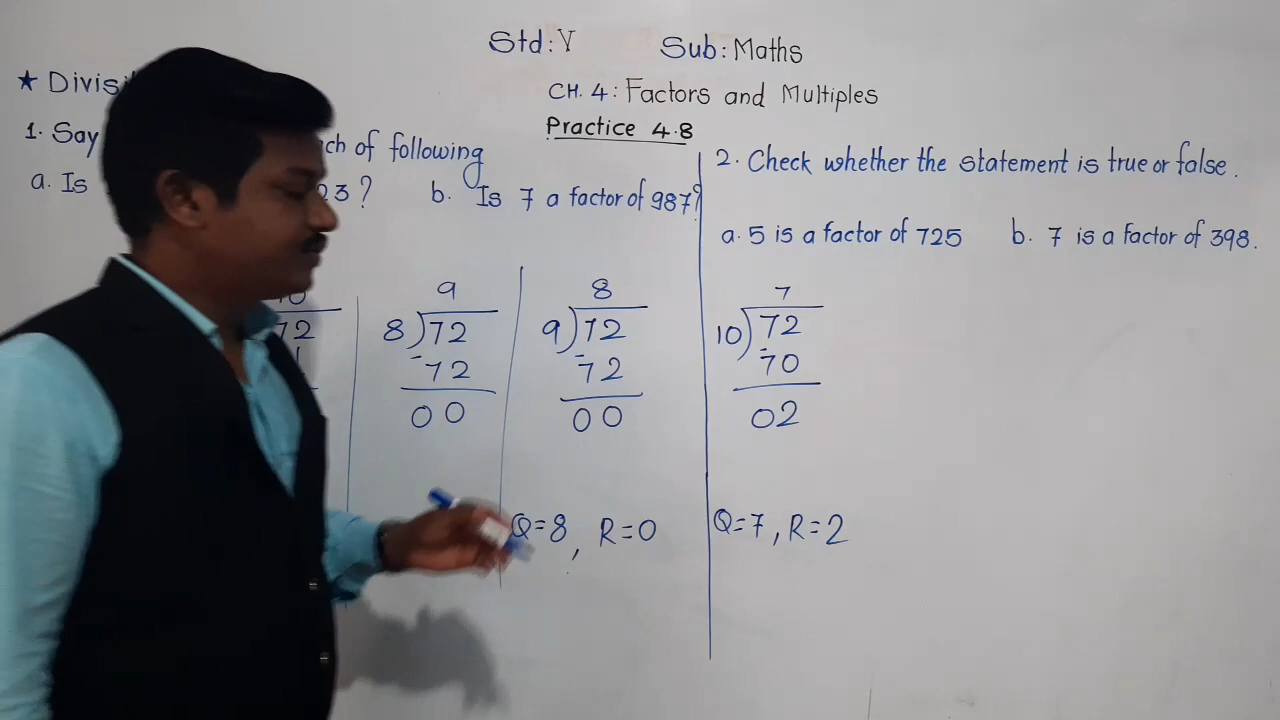 Std: V Sub: Maths
★ Divisi
CH. 4: Factors and Multiples
Practice 4.8
1. Say ch of following
a. Is 23? b. Is 7 a factor of 987?
2. Check whether the statement is true or false.
a. 5 is a factor of 725 b. 7 is a factor of 398.
72
9
8)72
-72
00
8
9)72
-72
00
Q=8, R=0
7
10)72
-70
02
Q=7, R=2